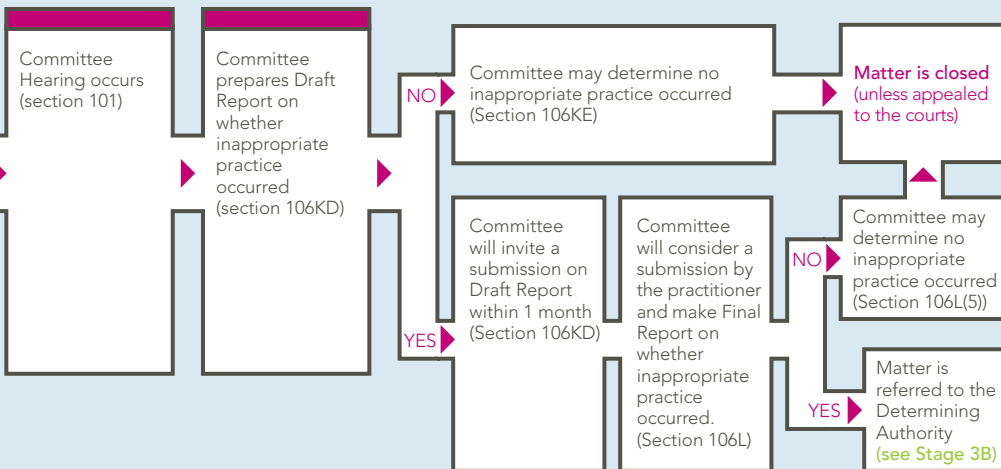 Committee
Hearing occurs
(section 101)
Committee
prepares Draft
Report on
whether
inappropriate
practice
occurred
(section 106KD)
NO
Committee may determine no
inappropriate practice occurred
(Section 106KE)
Matter is closed
(unless appealed
to the courts)
YES
Committee
will invite a
submission on
Draft Report
within 1 month
(Section 106KD)
Committee
will consider a
submission by
the practitioner
and make Final
Report on
whether
inappropriate
practice
occurred.
(Section 106L)
NO
Committee may
determine no
inappropriate
practice occurred
(Section 106L(5))
YES
Matter is
referred to the
Determining
Authority
(see Stage 3B)